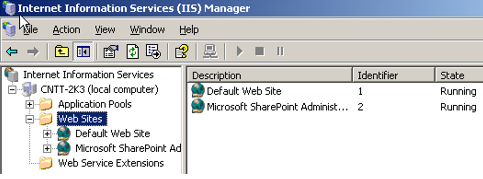 Internet Information Services (IIS) Manager
File Action View Window Help
Internet Information Services
CNTT-2K3 (local computer)
Application Pools
Web Sites
Default Web Site
Microsoft SharePoint Ad
Web Service Extensions
Description Identifier State
Default Web Site 1 Running
Microsoft SharePoint Administ... 2 Running